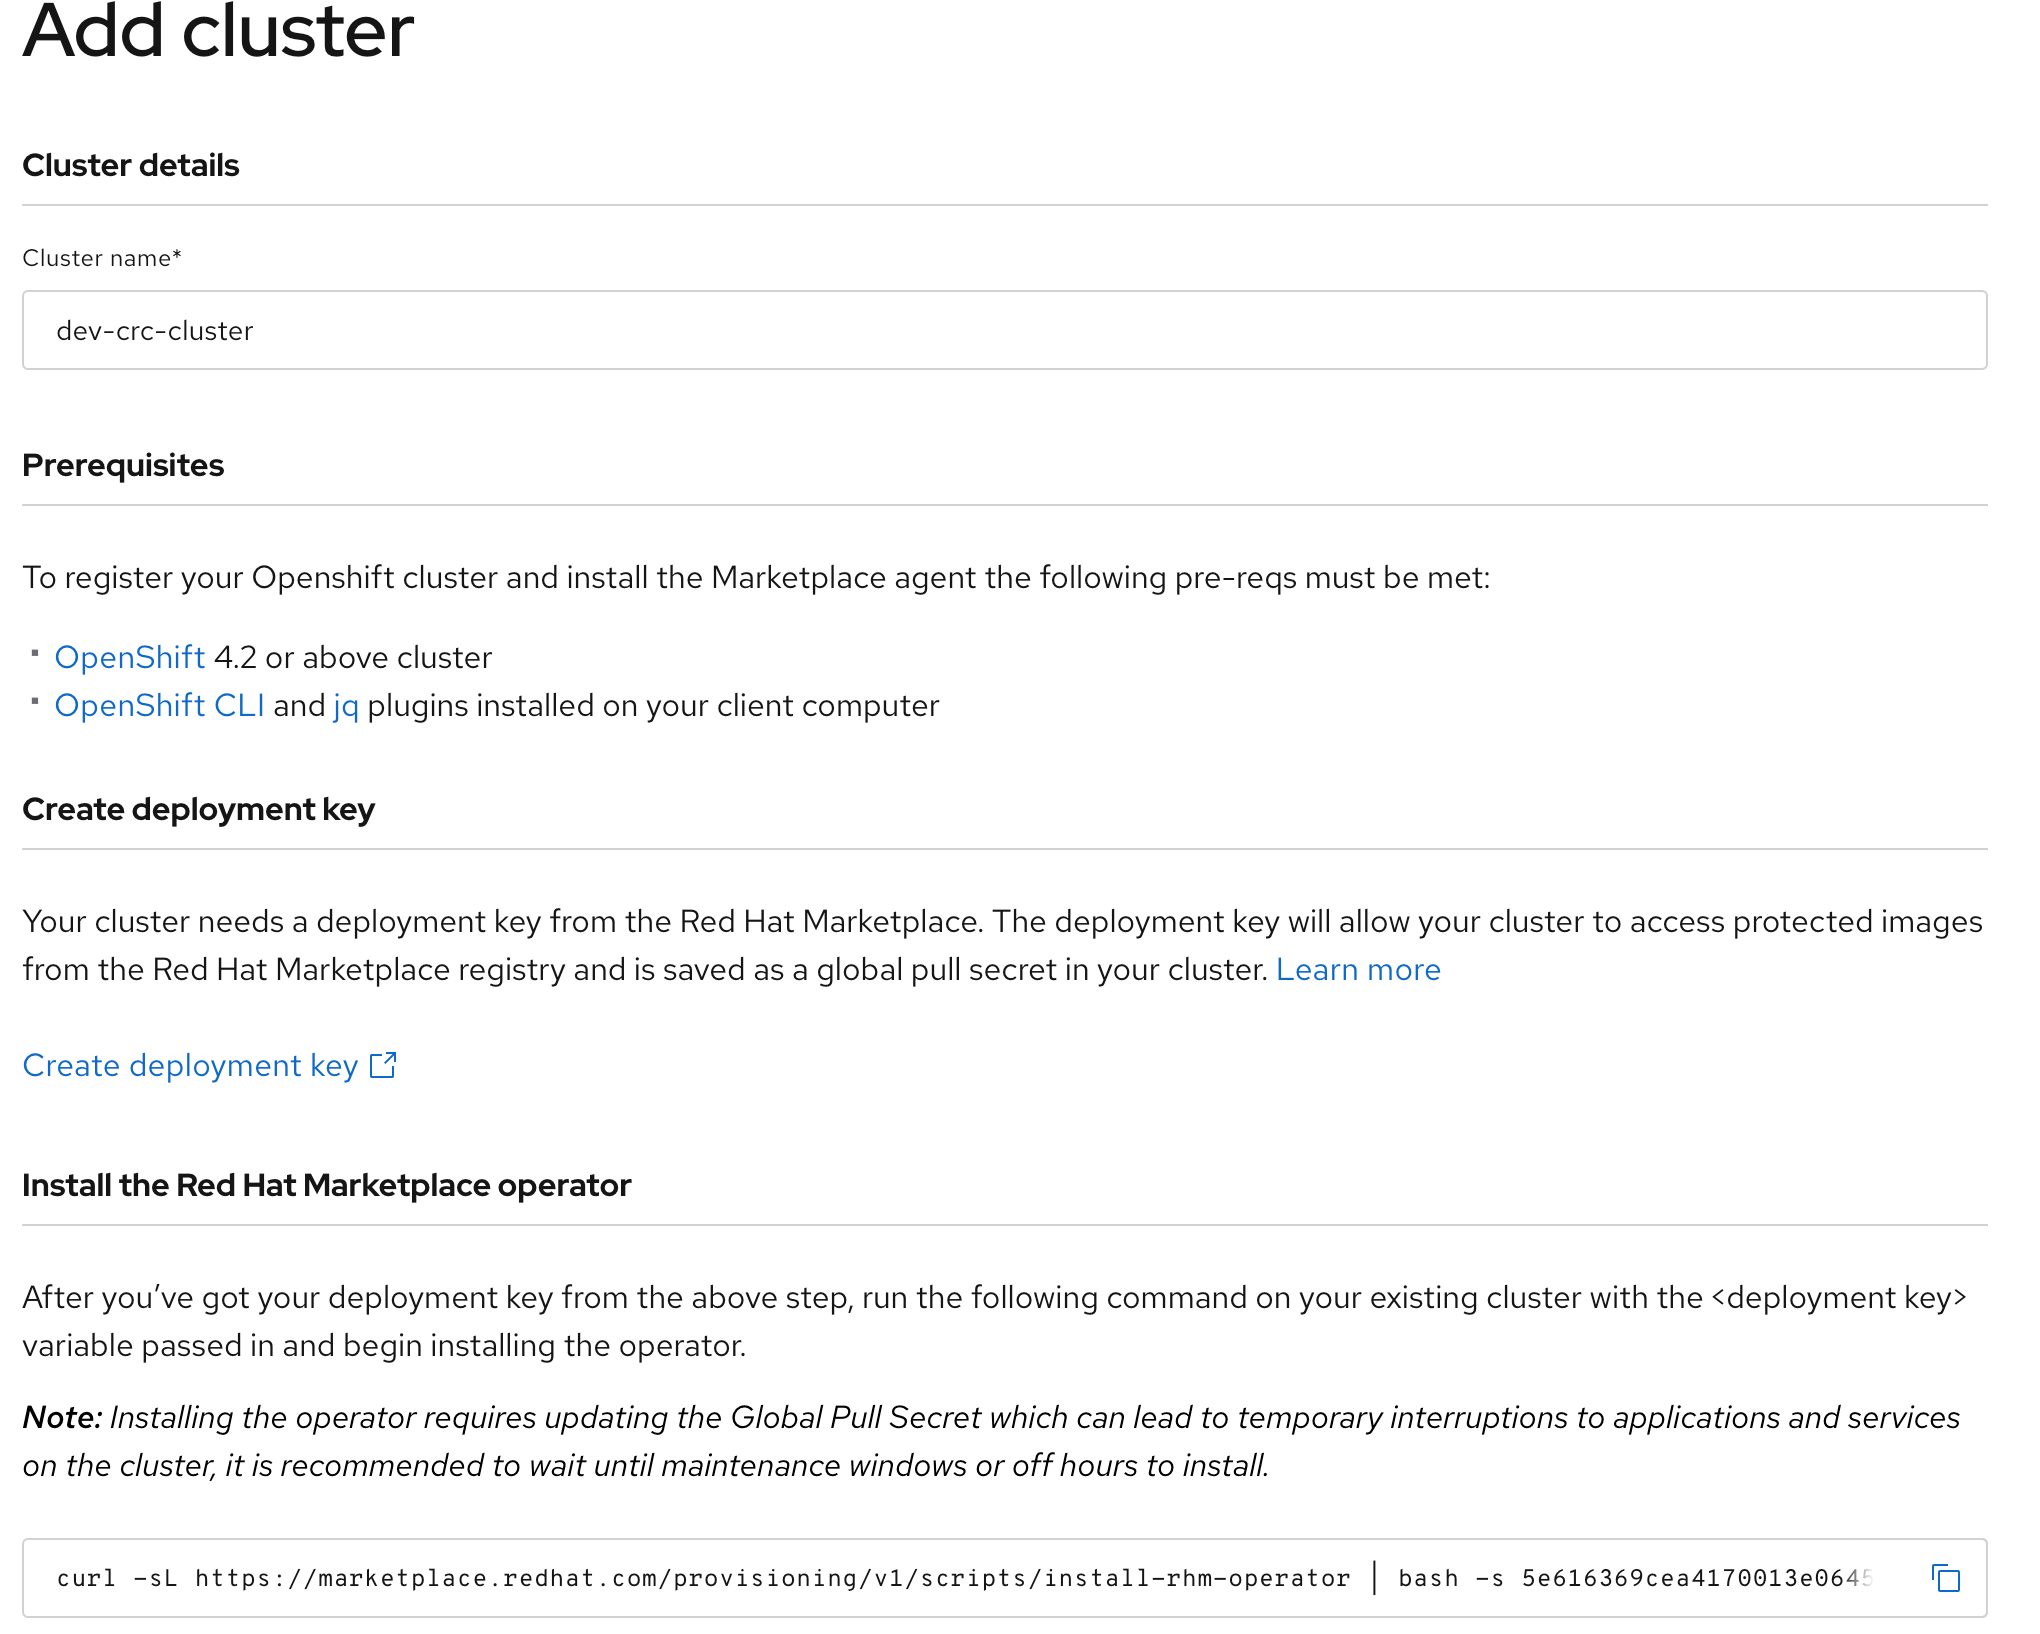 Add cluster
Cluster details
Cluster name*
dev-crc-cluster
Prerequisites
To register your Openshift cluster and install the Marketplace agent the following pre-reqs must be met:
OpenShift 4.2 or above cluster
OpenShift CLI and jq plugins installed on your client computer
Create deployment key
Your cluster needs a deployment key from the Red Hat Marketplace. The deployment key will allow your cluster to access protected images
from the Red Hat Marketplace registry and is saved as a global pull secret in your cluster. Learn more
Create deployment key
Install the Red Hat Marketplace operator
After you’ve got your deployment key from the above step, run the following command on your existing cluster with the <deployment key>
variable passed in and begin installing the operator.
Note: Installing the operator requires updating the Global Pull Secret which can lead to temporary interruptions to applications and services
on the cluster, it is recommended to wait until maintenance windows or off hours to install.
curl -sL https://marketplace.redhat.com/provisioning/v1/scripts/install-rhm-operator | bash -s 5e616369cea4170013e0645